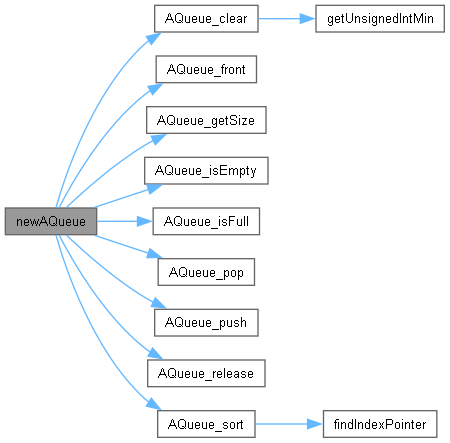 AQueue_clear
getUnsignedIntMin
AQueue_front
AQueue_getSize
AQueue_isEmpty
newAQueue
AQueue_isFull
AQueue_pop
AQueue_push
AQueue_release
AQueue_sort
findIndexPointer